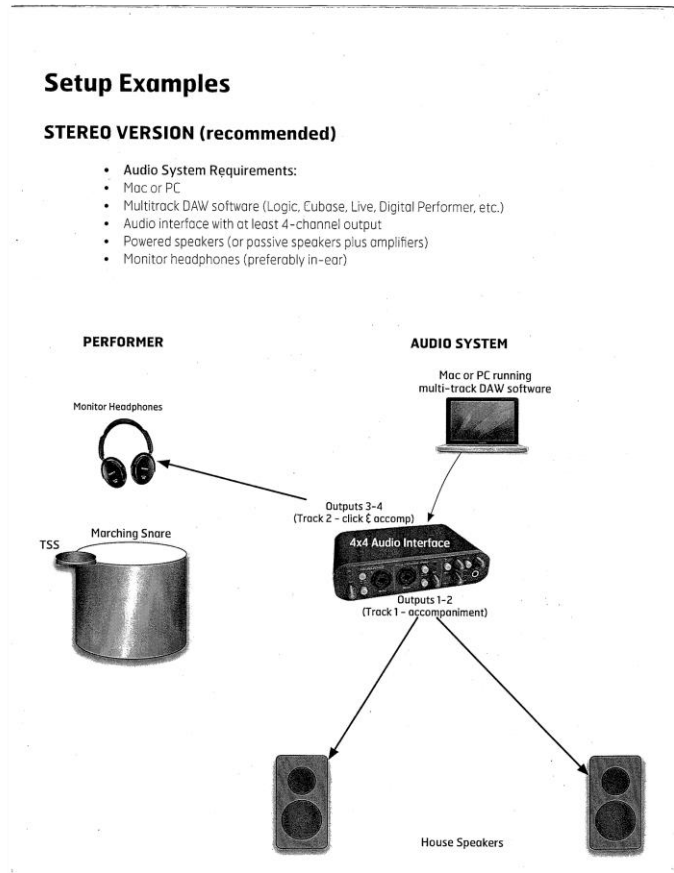 Setup Examples
STEREO VERSION (recommended)
• Audio System Requirements:
• Mac or PC
• Multitrack DAW software (Logic, Cubase, Live, Digital Performer, etc.)
• Audio interface with at least 4-channel output
• Powered speakers (or passive speakers plus amplifiers)
• Monitor headphones (preferably in-ear)
PERFORMER
AUDIO SYSTEM
Mac or PC running
multi-track DAW software
Monitor Headphones
Outputs 3-4
(Track 2 - click & accomp)
Marching Snare
TSS
4x4 Audio Interface
Outputs 1-2
(Track 1 - accompaniment)
House Speakers